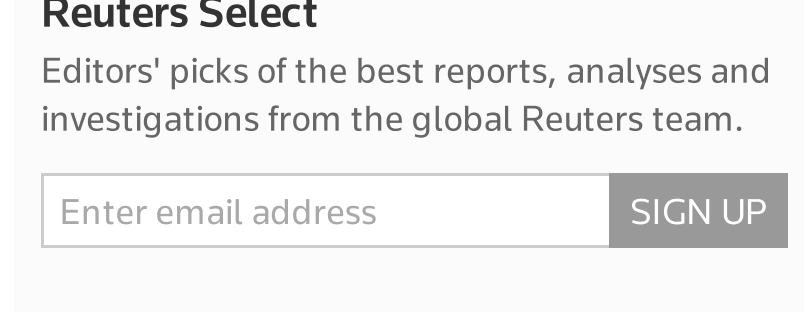 Reuters Select
Editors' picks of the best reports, analyses and
investigations from the global Reuters team.
Enter email address
SIGN UP